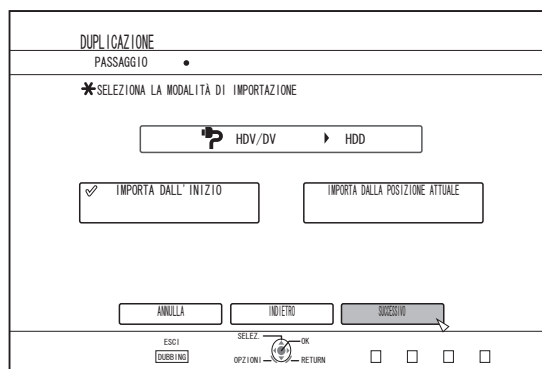 DUPLICAZIONE
PASSAGGIO
SELEZIONA LA MODALITÀ DI IMPORTAZIONE
HDV/DV HDD
IMPORTA DALL'INIZIO IMPORTA DALLA POSIZIONE ATTUALE
ANNULLA INDIETRO SUCCESSIVO
ESCI SELEZ. OK
DUBBING OPZIONI RETURN